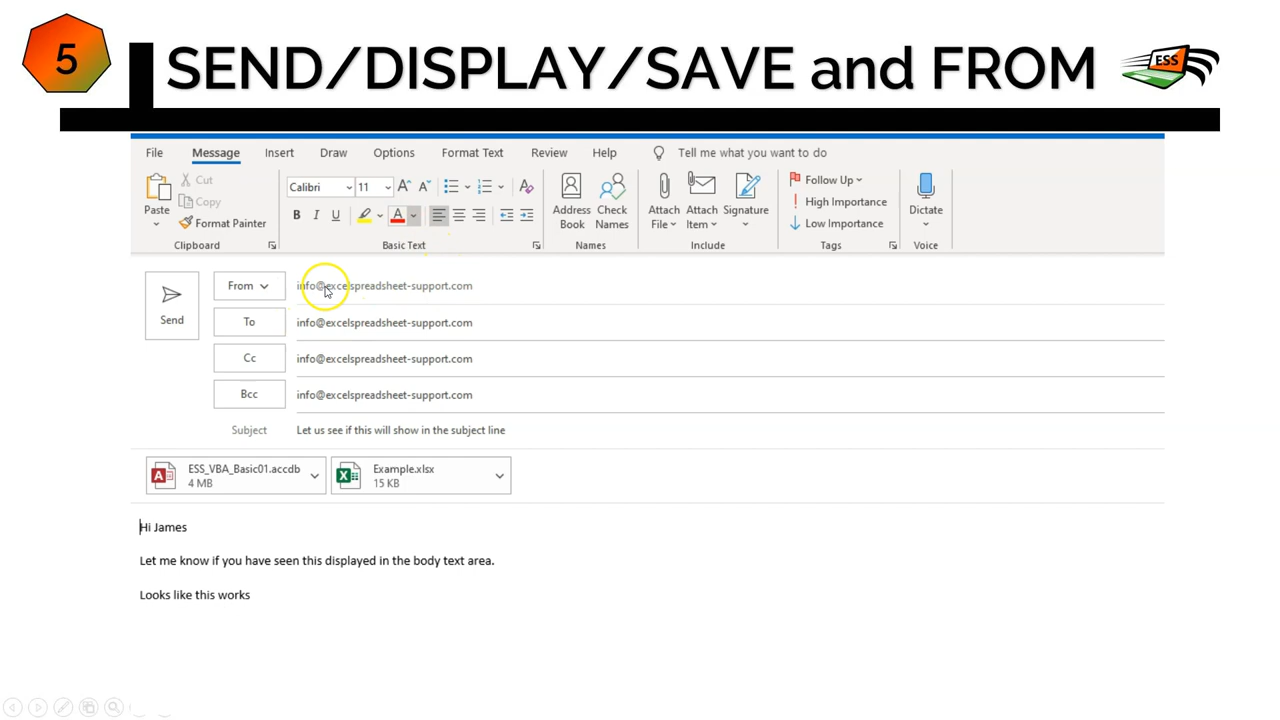 5
SEND/DISPLAY/SAVE and FROM
ESS
File Message Insert Draw Options Format Text Review Help Tell me what you want to do
Paste
Cut
Copy
Format Painter
Clipboard
Calibri 11
B I U A
Basic Text
Address Book
Check Names
Names
Attach File
Attach Item
Signature
Include
Follow Up
High Importance
Low Importance
Tags
Dictate
Voice
Send
From info@excelspreadsheet-support.com
To info@excelspreadsheet-support.com
Cc info@excelspreadsheet-support.com
Bcc info@excelspreadsheet-support.com
Subject Let us see if this will show in the subject line
ESS_VBA_Basic01.accdb
4 MB
Example.xlsx
15 KB
Hi James
Let me know if you have seen this displayed in the body text area.
Looks like this works